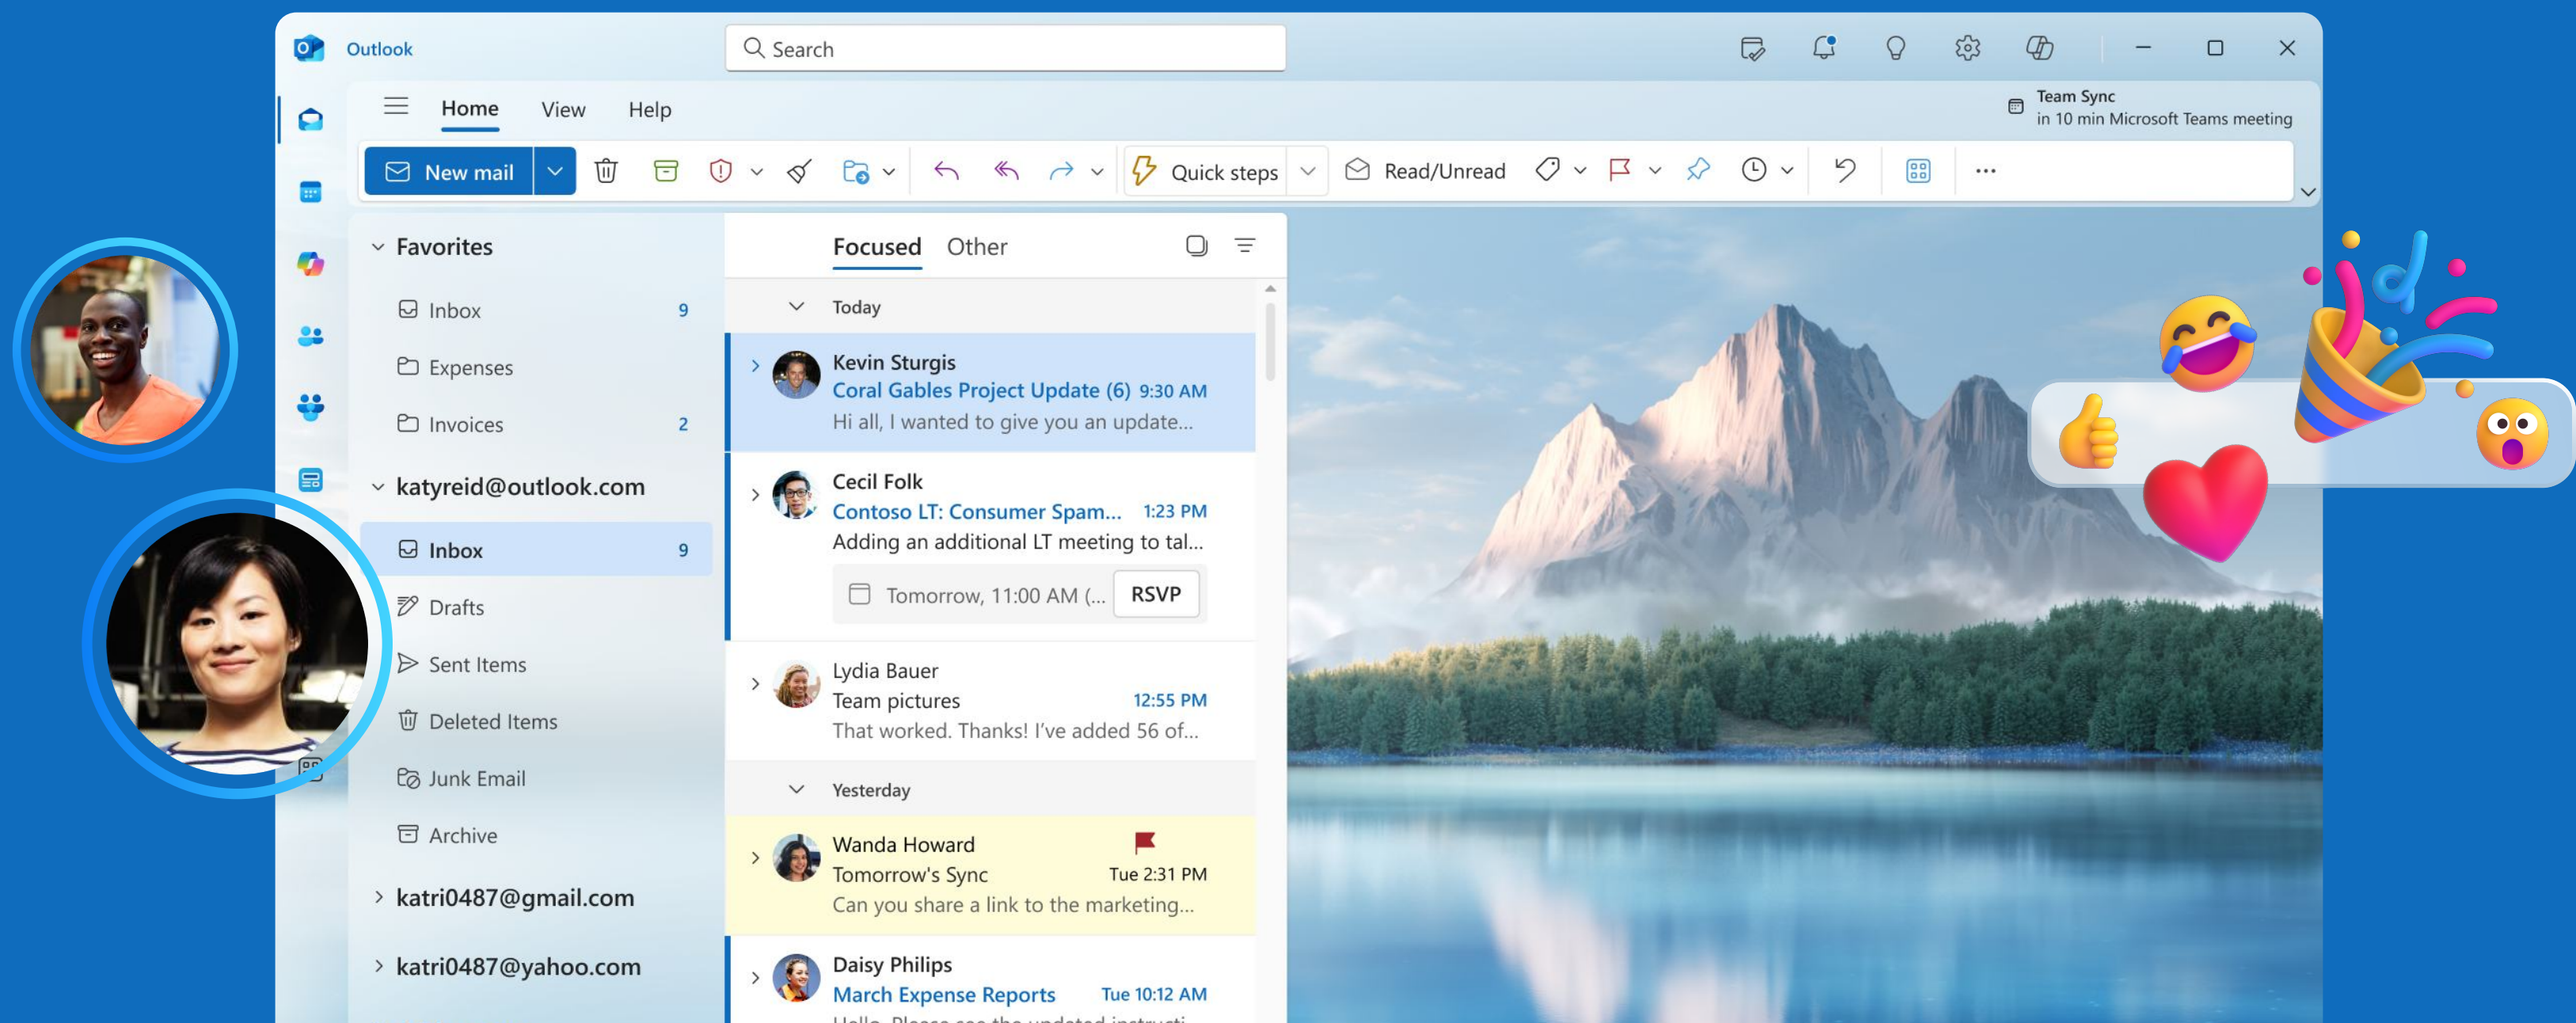 Outlook
Search
Home
View
Help
Team Sync
in 10 min Microsoft Teams meeting
New mail
Quick steps
Read/Unread
Favorites
Inbox 9
Expenses
Invoices 2
katyreid@outlook.com
Inbox 9
Drafts
Sent Items
Deleted Items
Junk Email
Archive
katri0487@gmail.com
katri0487@yahoo.com
Focused
Other
Today
Kevin Sturgis
Coral Gables Project Update (6) 9:30 AM
Hi all, I wanted to give you an update...
Cecil Folk
Contoso LT: Consumer Spam... 1:23 PM
Adding an additional LT meeting to tal...
Tomorrow, 11:00 AM (... RSVP
Lydia Bauer
Team pictures 12:55 PM
That worked. Thanks! I've added 56 of...
Yesterday
Wanda Howard
Tomorrow's Sync Tue 2:31 PM
Can you share a link to the marketing...
Daisy Philips
March Expense Reports Tue 10:12 AM